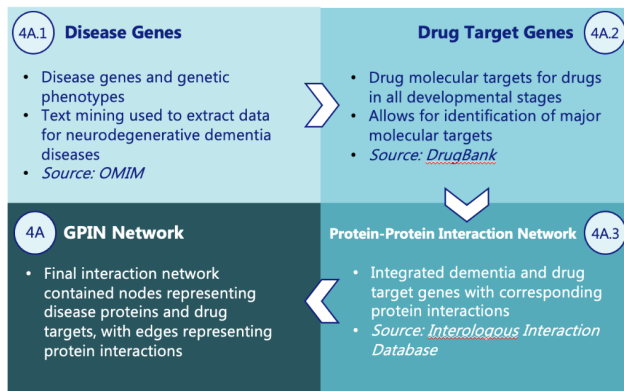 4A.1 Disease Genes
• Disease genes and genetic
phenotypes
• Text mining used to extract data
for neurodegenerative dementia
diseases
• Source: OMIM
Drug Target Genes 4A.2
• Drug molecular targets for drugs
in all developmental stages
• Allows for identification of major
molecular targets
• Source: DrugBank
4A GPIN Network
• Final interaction network
contained nodes representing
disease proteins and drug
targets, with edges representing
protein interactions
Protein-Protein Interaction Network 4A.3
• Integrated dementia and drug
target genes with corresponding
protein interactions
• Source: Interologous Interaction
Database